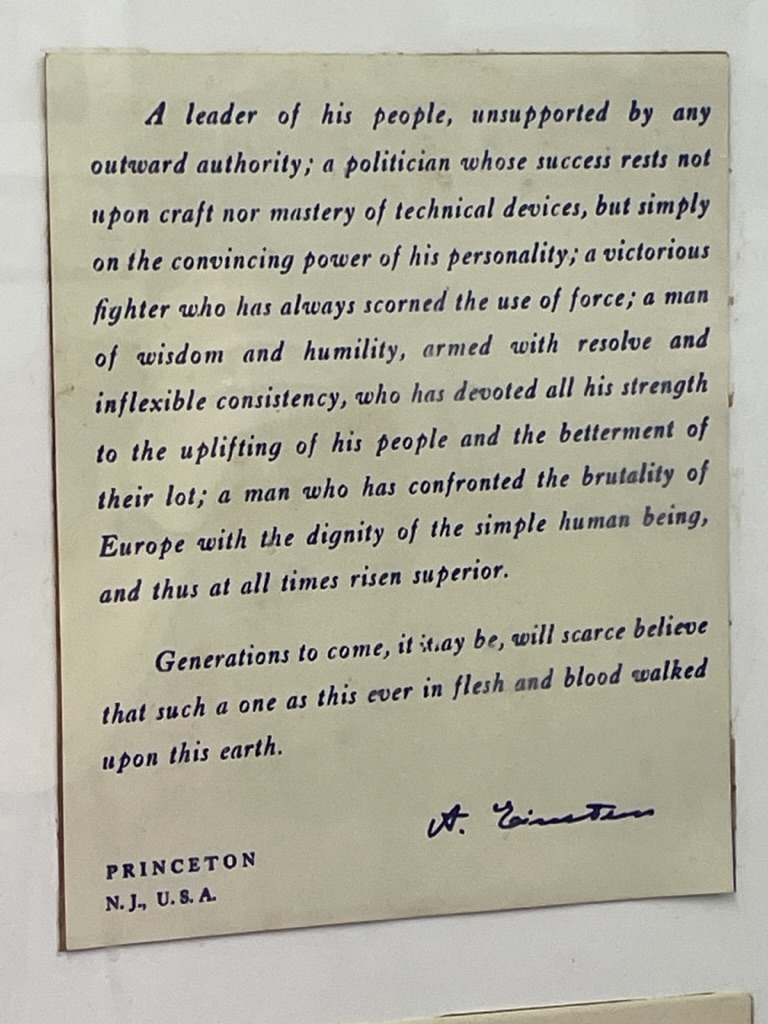 A leader of his people, unsupported by any
outward authority; a politician whose success rests not
upon craft nor mastery of technical devices, but simply
on the convincing power of his personality; a victorious
fighter who has always scorned the use of force; a man
of wisdom and humility, armed with resolve and
inflexible consistency, who has devoted all his strength
to the uplifting of his people and the betterment of
their lot; a man who has confronted the brutality of
Europe with the dignity of the simple human being,
and thus at all times risen superior.
Generations to come, it may be, will scarce believe
that such a one as this ever in flesh and blood walked
upon this earth.
A. Einstein
PRINCETON
N. J., U. S. A.